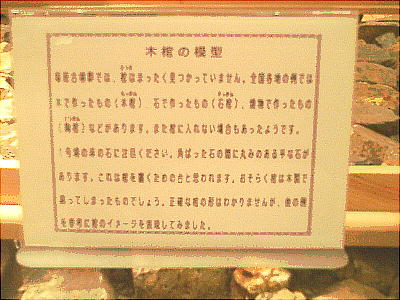 木棺の模型
古墳群では、棺はまったく見つかっていません。全国各地の例では
木で作ったもの（木棺） 石で作ったもの（石棺）、焼物で作ったもの
（陶棺）などがあります。また棺に入れない場合もあったようです。
1号墳の床の石に注目ください。角ばった石の間に丸みのある平な石が
あります。これは棺を置くための台と思われます。おそらく棺は木製で
腐ってしまったものでしょう。正確な棺の形はわかりませんが、他の例
を参考に棺のイメージを表現してみました。